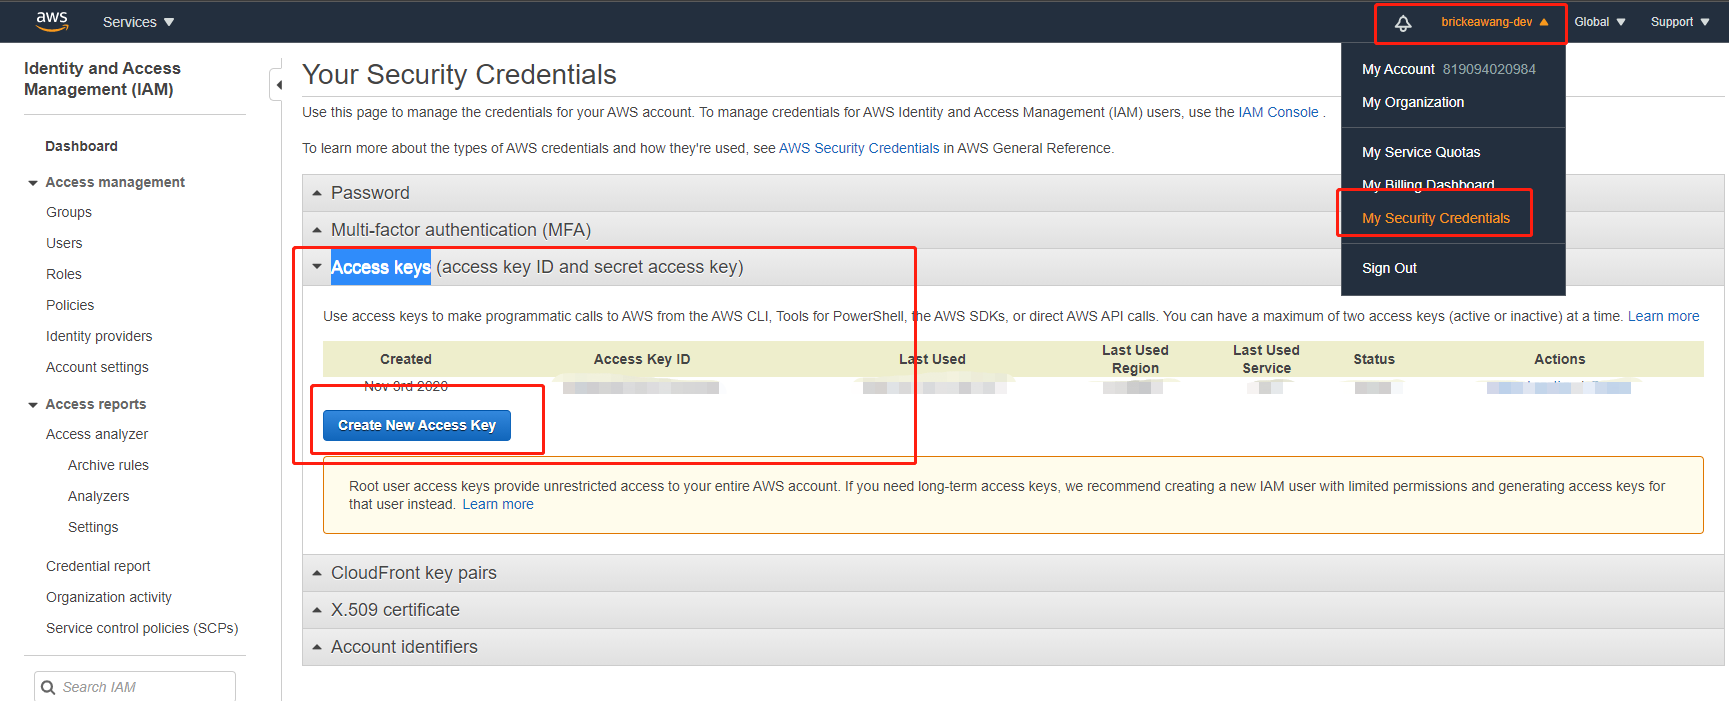 aws
Services
brickeawang-dev
Global
Support
Identity and Access
Management (IAM)
Dashboard
Access management
Groups
Users
Roles
Policies
Identity providers
Account settings
Access reports
Access analyzer
Archive rules
Analyzers
Settings
Credential report
Organization activity
Service control policies (SCPs)
Search IAM
Your Security Credentials
Use this page to manage the credentials for your AWS account. To manage credentials for AWS Identity and Access Management (IAM) users, use the IAM Console .
To learn more about the types of AWS credentials and how they're used, see AWS Security Credentials in AWS General Reference.
Password
Multi-factor authentication (MFA)
Access keys (access key ID and secret access key)
Use access keys to make programmatic calls to AWS from the AWS CLI, Tools for PowerShell, the AWS SDKs, or direct AWS API calls. You can have a maximum of two access keys (active or inactive) at a time. Learn more
Created
Access Key ID
Last Used
Last Used
Region
Last Used
Service
Status
Actions
Nov 3rd 2020
Create New Access Key
Root user access keys provide unrestricted access to your entire AWS account. If you need long-term access keys, we recommend creating a new IAM user with limited permissions and generating access keys for
that user instead. Learn more
CloudFront key pairs
X.509 certificate
Account identifiers
My Account 819094020984
My Organization
My Service Quotas
My Billing Dashboard
My Security Credentials
Sign Out